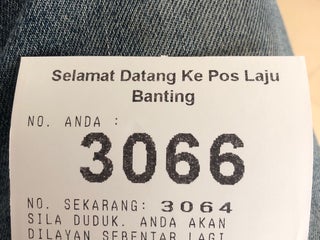 Selamat Datang Ke Pos Laju
Banting
NO. ANDA :
3066
NO. SEKARANG: 3064
SILA DUDUK. ANDA AKAN
DILAYAN SEBENTAR LAGI